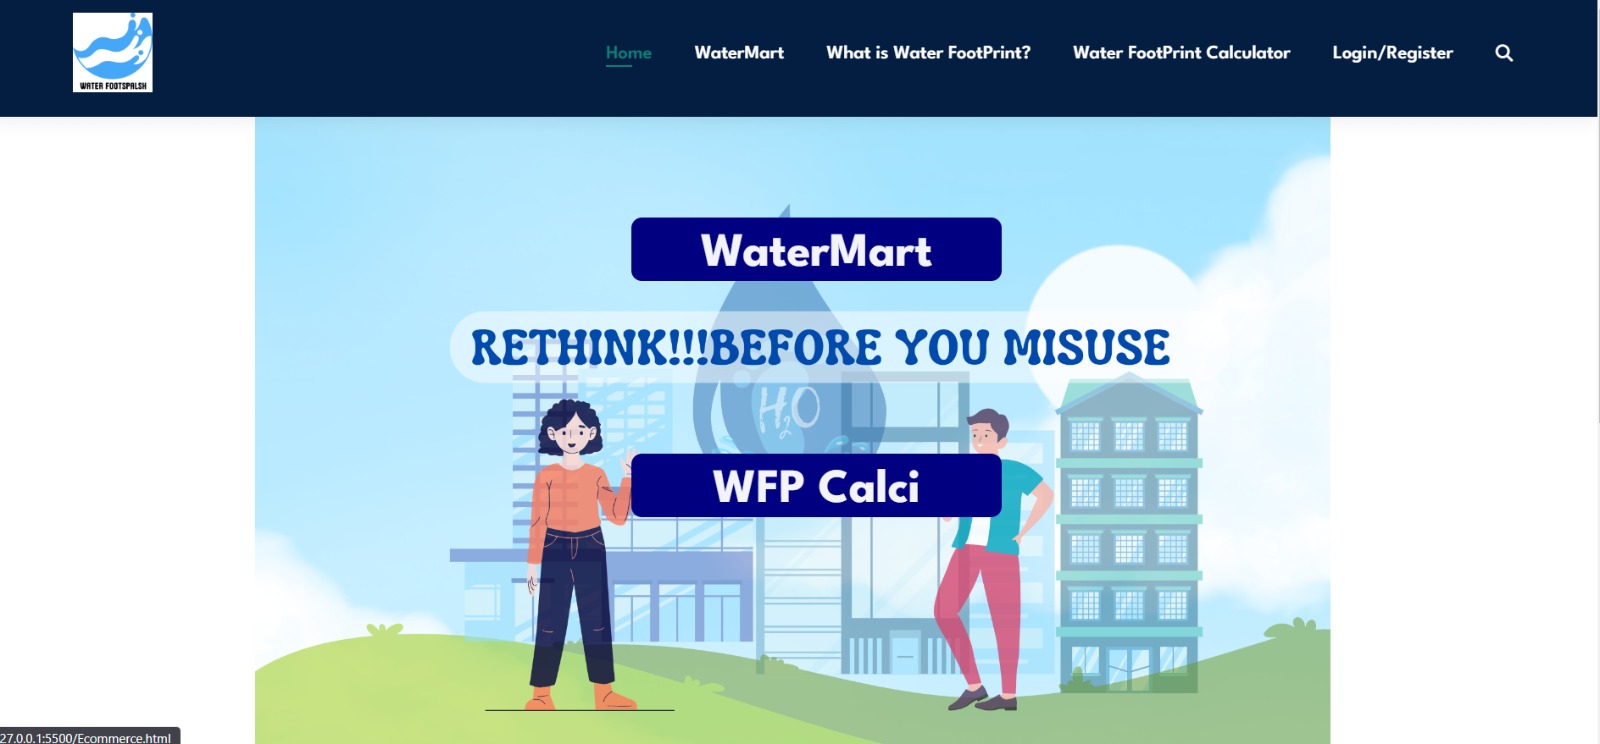 WATER FOOTSPALSH
Home WaterMart What is Water FootPrint? Water FootPrint Calculator Login/Register
WaterMart
RETHINK!!!BEFORE YOU MISUSE
H2O
WFP Calci
27.0.0.1:5500/Ecommerce.html